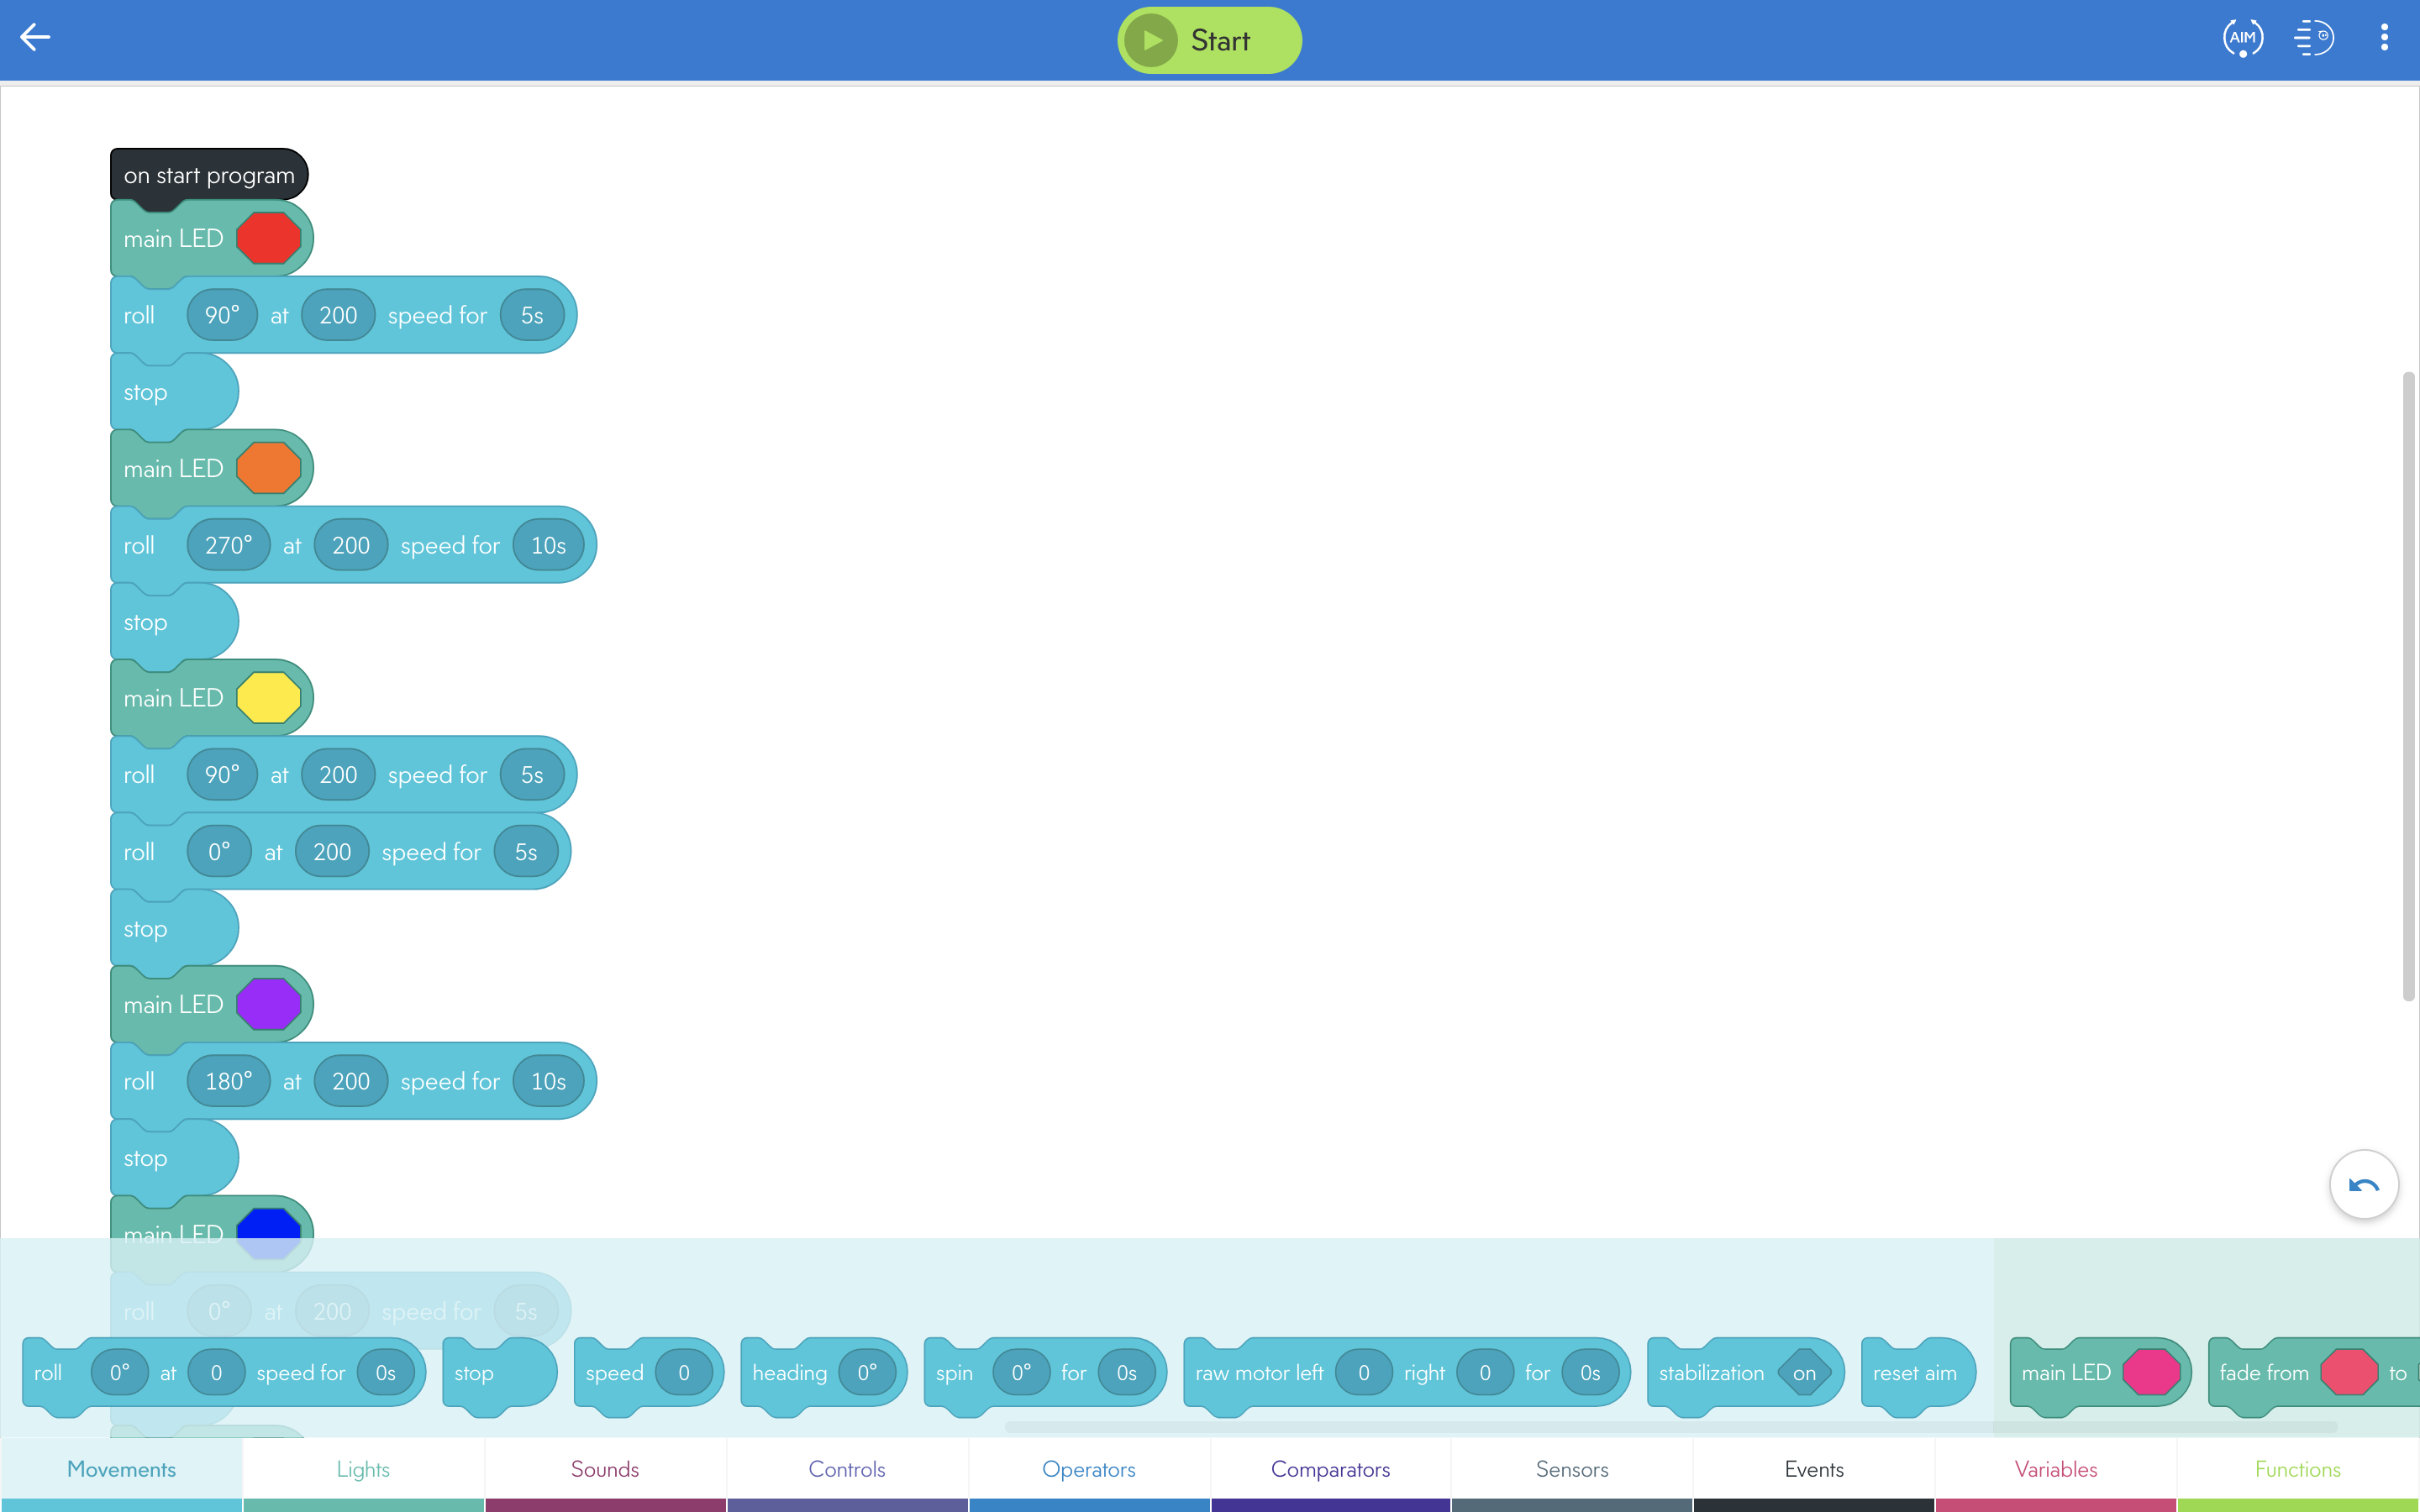 Start
AIM
on start program
main LED
roll 90° at 200 speed for 5s
stop
main LED
roll 270° at 200 speed for 10s
stop
main LED
roll 90° at 200 speed for 5s
roll 0° at 200 speed for 5s
stop
main LED
roll 180° at 200 speed for 10s
stop
main LED
roll 0° at 200 speed for 5s
roll 0° at 0 speed for 0s stop speed 0 heading 0° spin 0° for 0s raw motor left 0 right 0 for 0s stabilization on reset aim main LED fade from to
Movements Lights Sounds Controls Operators Comparators Sensors Events Variables Functions